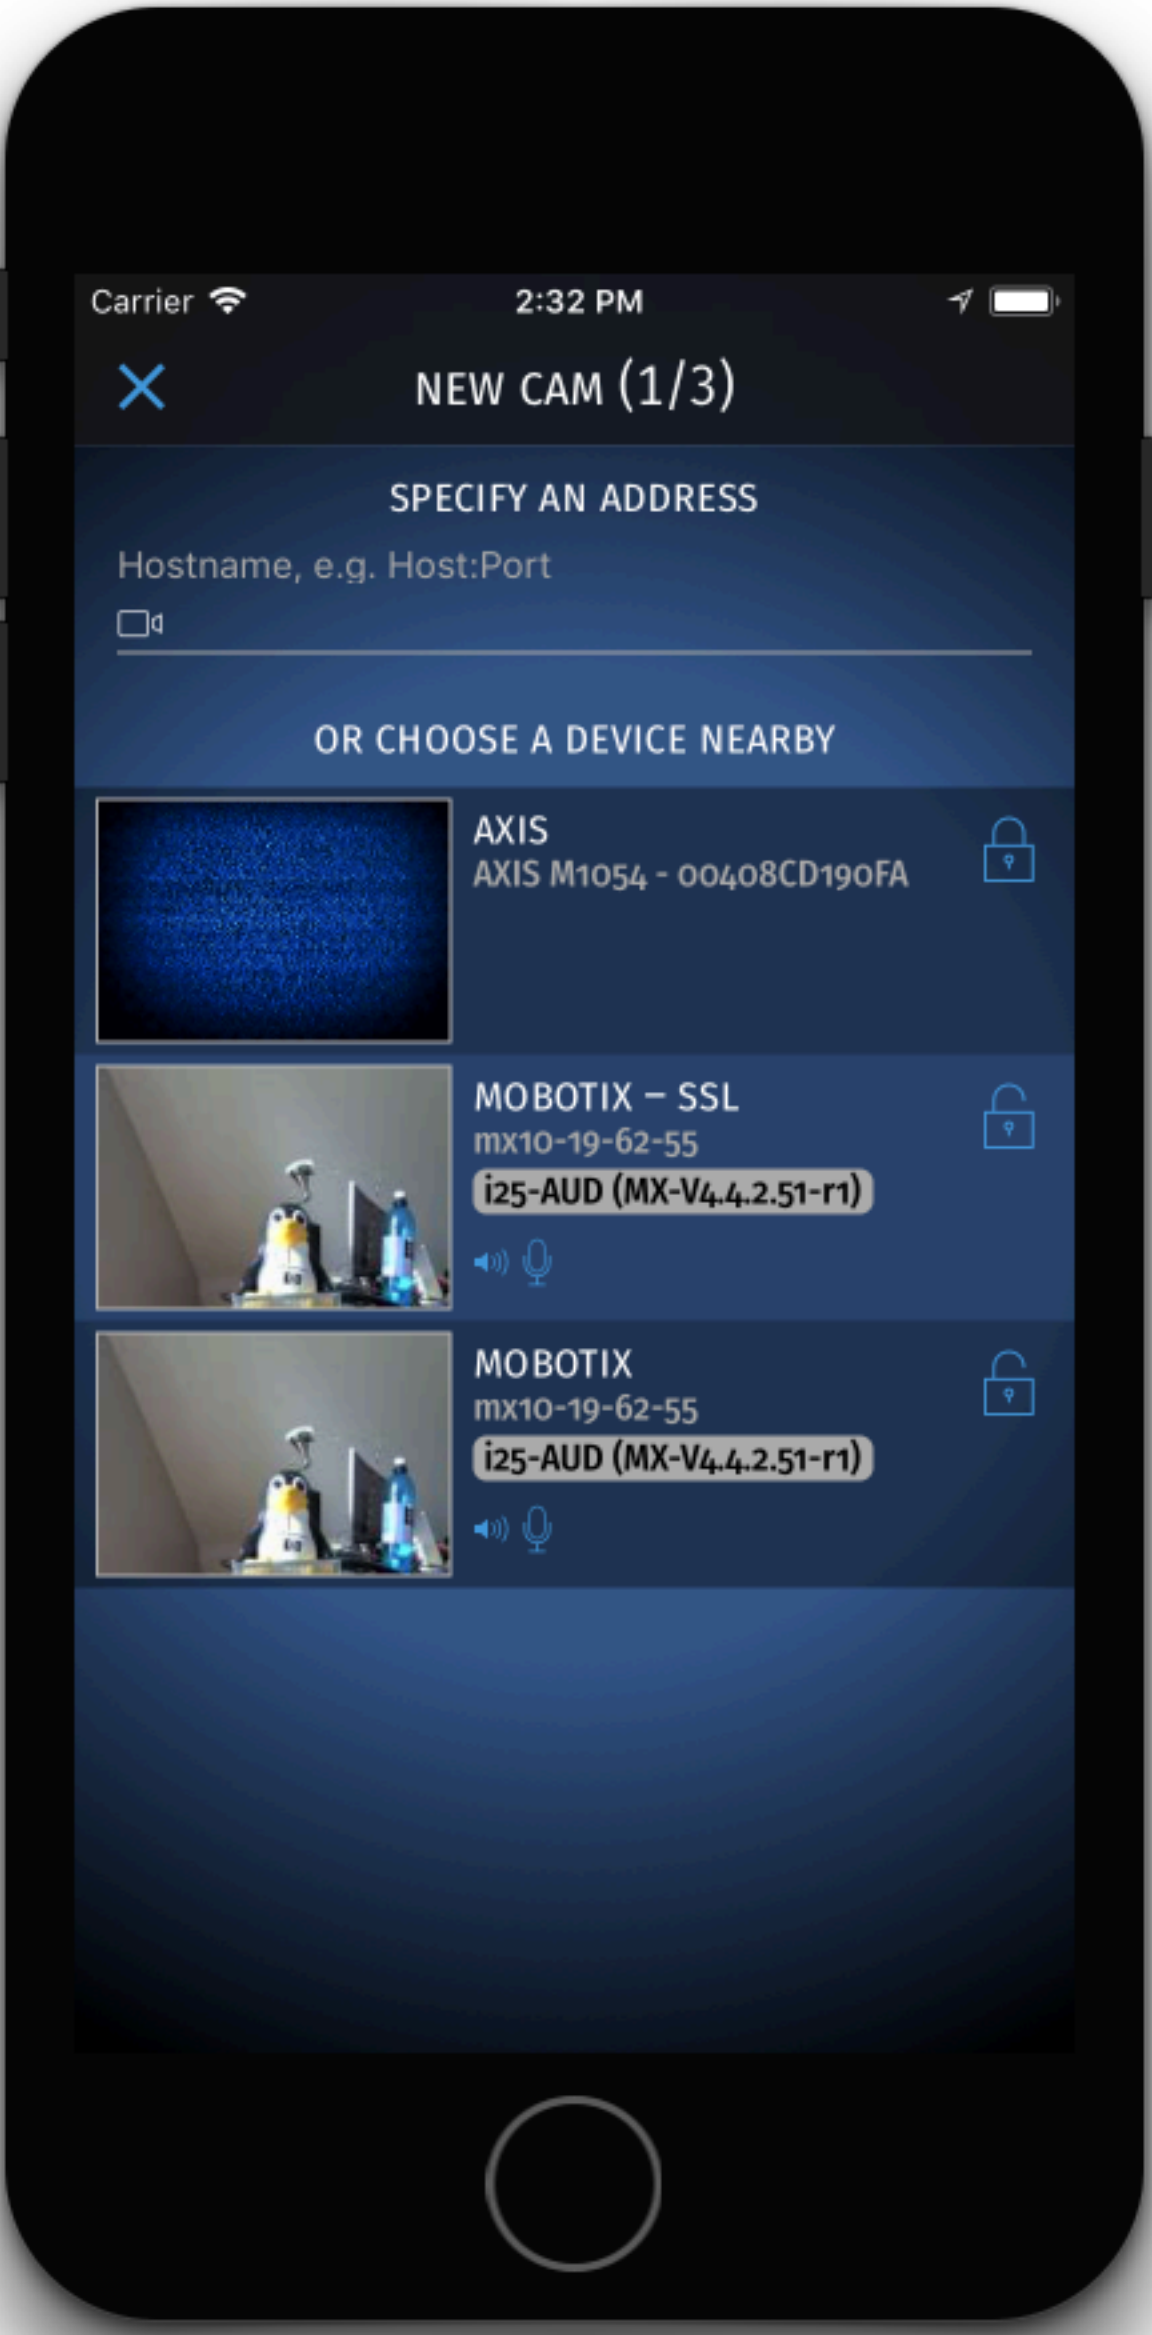 Carrier 2:32 PM
NEW CAM (1/3)
SPECIFY AN ADDRESS
Hostname, e.g. Host:Port
OR CHOOSE A DEVICE NEARBY
AXIS
AXIS M1054 - 00408CD190FA
MOBOTIX – SSL
mx10-19-62-55
i25-AUD (MX-V4.4.2.51-r1)
MOBOTIX
mx10-19-62-55
i25-AUD (MX-V4.4.2.51-r1)